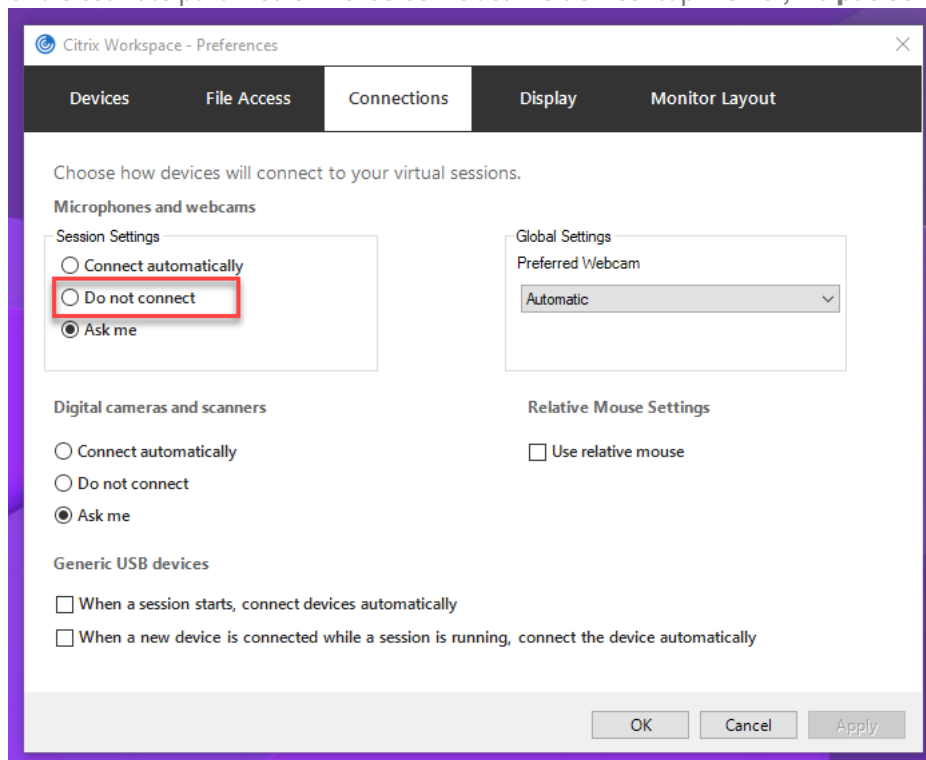 Citrix Workspace - Preferences
Devices File Access Connections Display Monitor Layout
Choose how devices will connect to your virtual sessions.
Microphones and webcams
Session Settings
Connect automatically
Do not connect
Ask me
Global Settings
Preferred Webcam
Automatic
Digital cameras and scanners
Connect automatically
Do not connect
Ask me
Relative Mouse Settings
Use relative mouse
Generic USB devices
When a session starts, connect devices automatically
When a new device is connected while a session is running, connect the device automatically
OK Cancel Apply